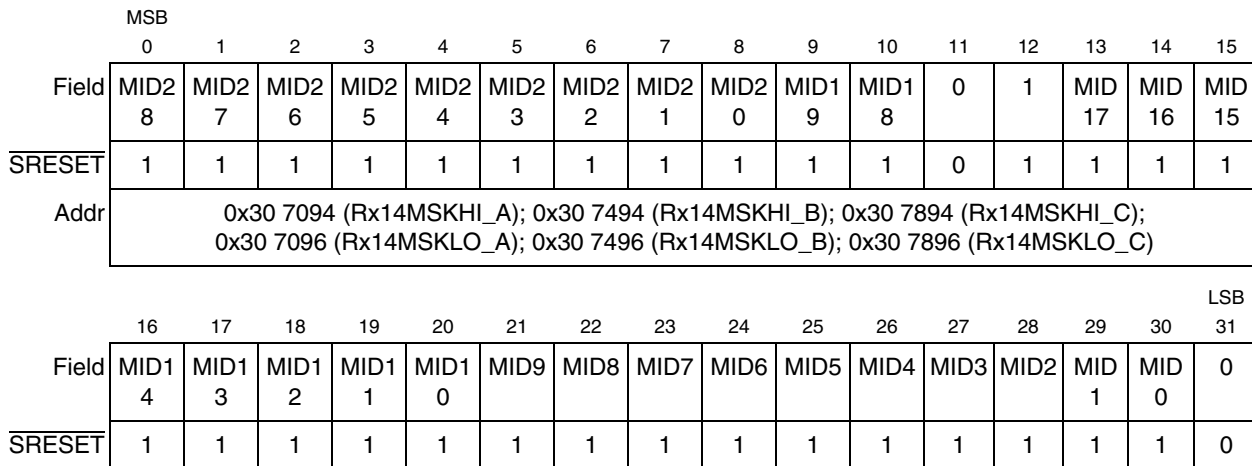 MSB
0 1 2 3 4 5 6 7 8 9 10 11 12 13 14 15
Field MID2 MID2 MID2 MID2 MID2 MID2 MID2 MID2 MID2 MID1 MID1 0 1 MID MID MID
8 7 6 5 4 3 2 1 0 9 8 17 16 15
SRESET 1 1 1 1 1 1 1 1 1 1 1 0 1 1 1 1
Addr 0x30 7094 (Rx14MSKHI_A); 0x30 7494 (Rx14MSKHI_B); 0x30 7894 (Rx14MSKHI_C);
0x30 7096 (Rx14MSKLO_A); 0x30 7496 (Rx14MSKLO_B); 0x30 7896 (Rx14MSKLO_C)
LSB
16 17 18 19 20 21 22 23 24 25 26 27 28 29 30 31
Field MID1 MID1 MID1 MID1 MID1 MID9 MID8 MID7 MID6 MID5 MID4 MID3 MID2 MID MID 0
4 3 2 1 0 1 0
SRESET 1 1 1 1 1 1 1 1 1 1 1 1 1 1 1 0